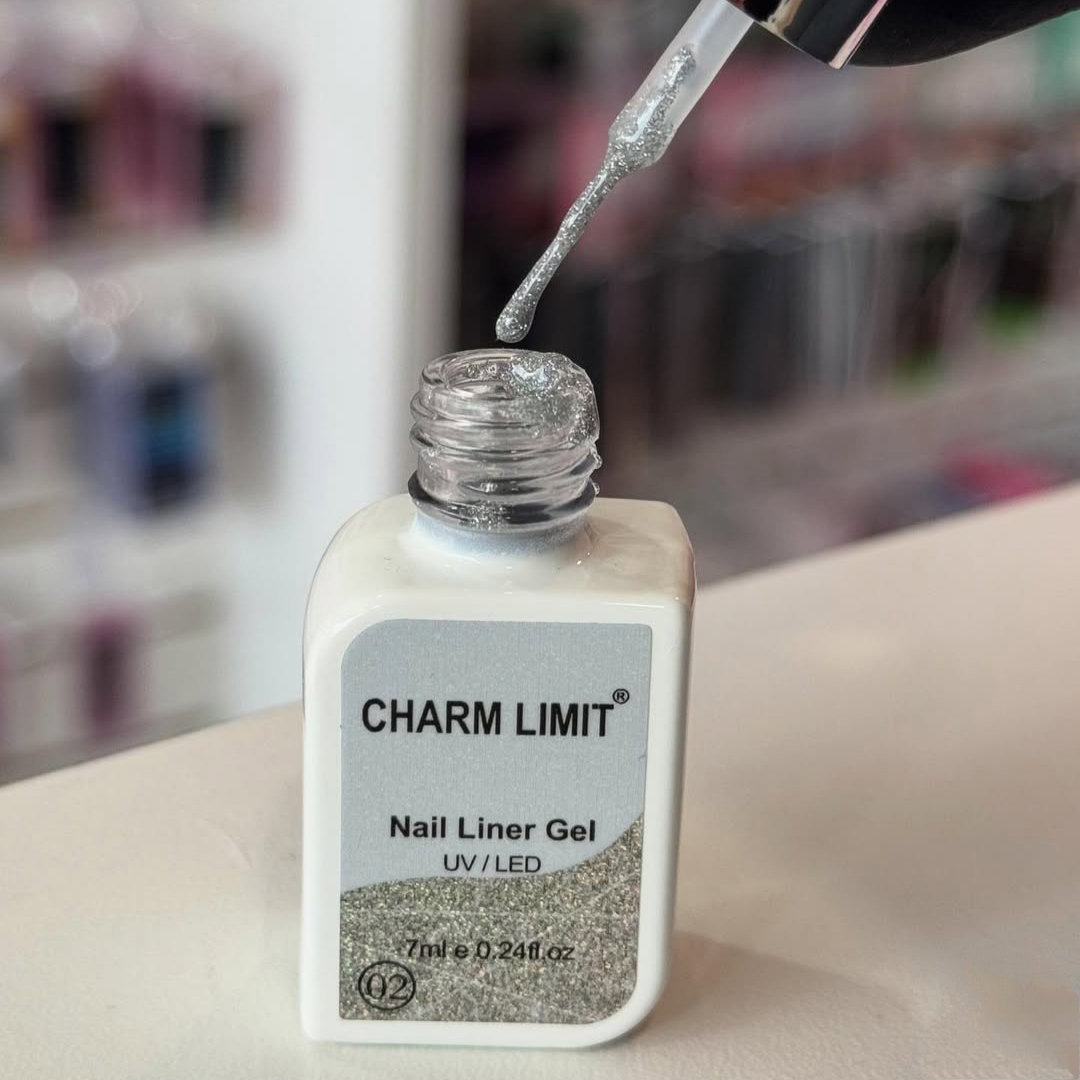 CHARM LIMIT®
Nail Liner Gel
UV / LED
7ml e 0.24fl.oz
02